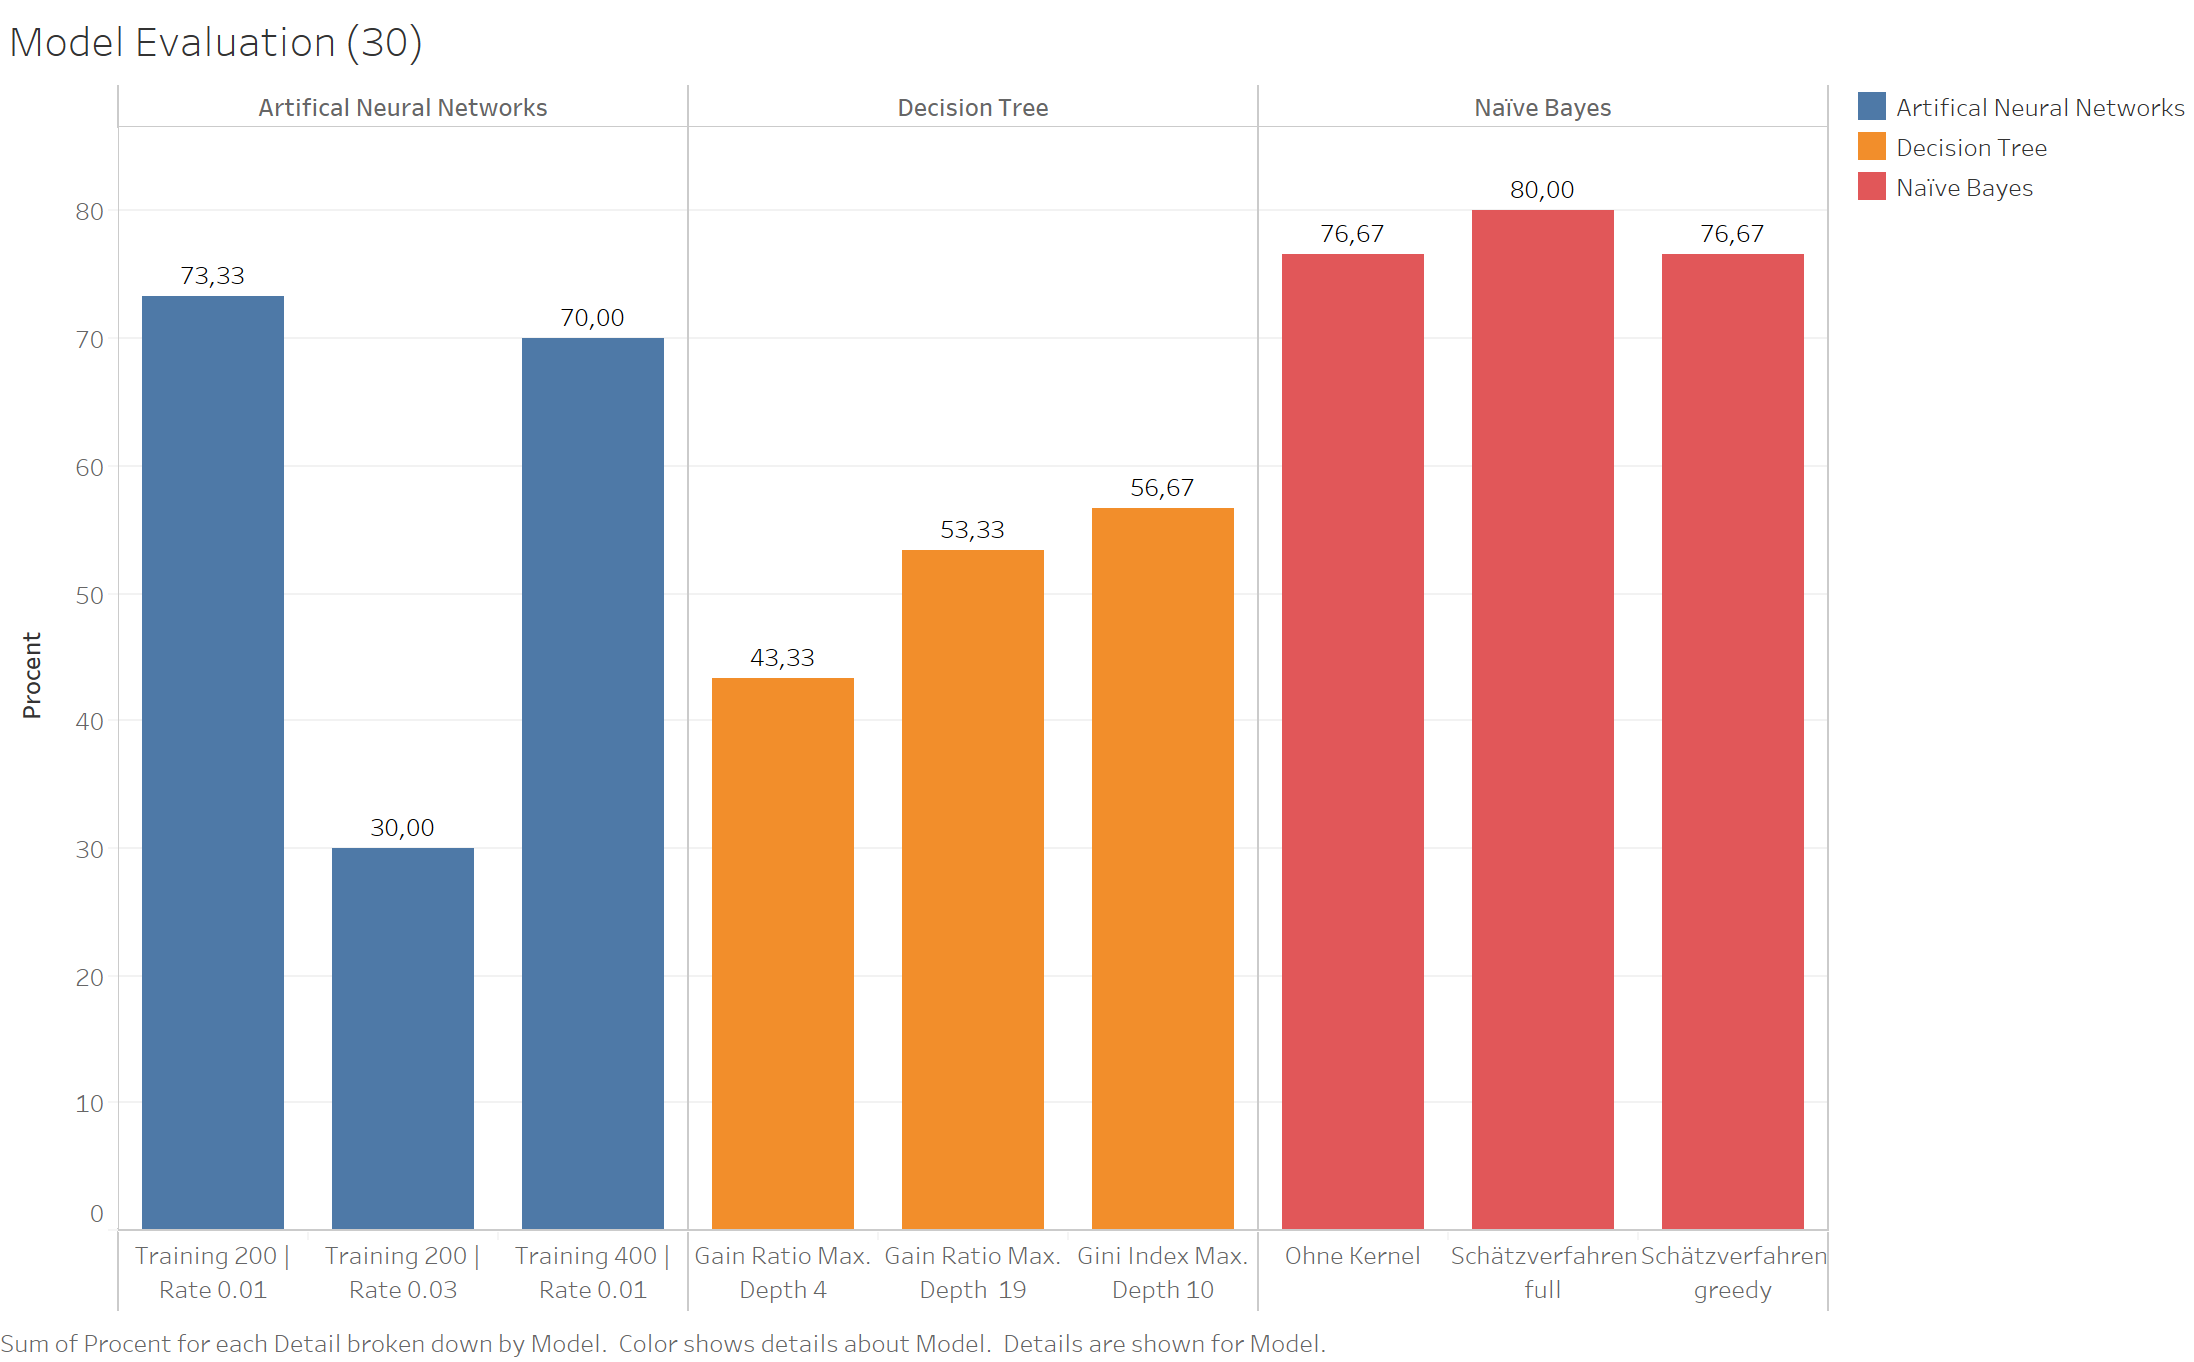 Model Evaluation (30)
Artifical Neural Networks
Decision Tree
Naïve Bayes
Artifical Neural Networks
Decision Tree
Naïve Bayes
Procent
80
70
60
50
40
30
20
10
0
73,33
30,00
70,00
43,33
53,33
56,67
76,67
80,00
76,67
Training 200 |
Rate 0.01
Training 200 |
Rate 0.03
Training 400 |
Rate 0.01
Gain Ratio Max.
Depth 4
Gain Ratio Max.
Depth  19
Gini Index Max.
Depth 10
Ohne Kernel
Schätzverfahren
full
Schätzverfahren
greedy
Sum of Procent for each Detail broken down by Model.  Color shows details about Model.  Details are shown for Model.